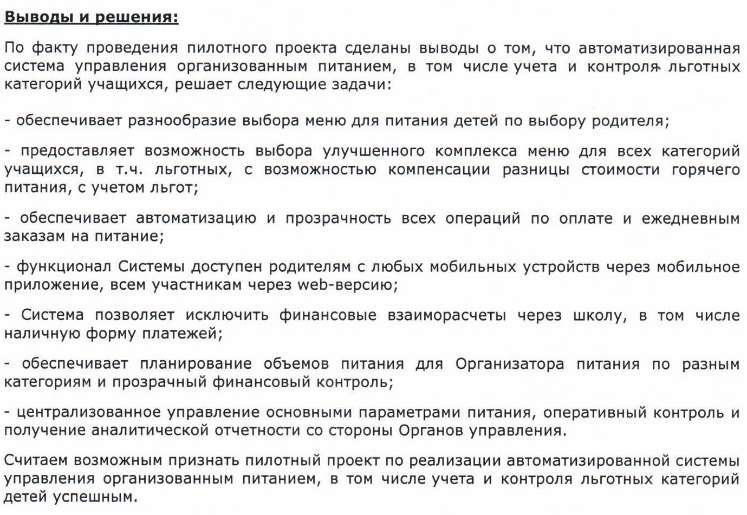 Выводы и решения:
По факту проведения пилотного проекта сделаны выводы о том, что автоматизированная
система управления организованным питанием, в том числе учета и контроля льготных
категорий учащихся, решает следующие задачи:
- обеспечивает разнообразие выбора меню для питания детей по выбору родителя;
- предоставляет возможность выбора улучшенного комплекса меню для всех категорий
учащихся, в т.ч. льготных, с возможностью компенсации разницы стоимости горячего
питания, с учетом льгот;
- обеспечивает автоматизацию и прозрачность всех операций по оплате и ежедневным
заказам на питание;
- функционал Системы доступен родителям с любых мобильных устройств через мобильное
приложение, всем участникам через web-версию;
- Система позволяет исключить финансовые взаиморасчеты через школу, в том числе
наличную форму платежей;
- обеспечивает планирование объемов питания для Организатора питания по разным
категориям и прозрачный финансовый контроль;
- централизованное управление основными параметрами питания, оперативный контроль и
получение аналитической отчетности со стороны Органов управления.
Считаем возможным признать пилотный проект по реализации автоматизированной системы
управления организованным питанием, в том числе учета и контроля льготных категорий
детей успешным.